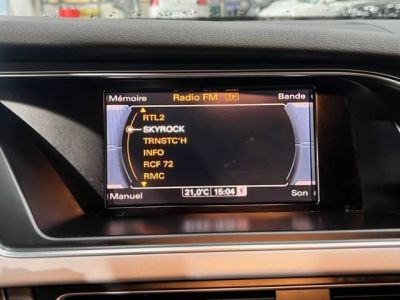 Mémoire Radio FM TP Bande
RTL2
SKYROCK
TRNSTC'H
INFO
RCF 72
RMC
Manuel 21,0°C 15:04 Son